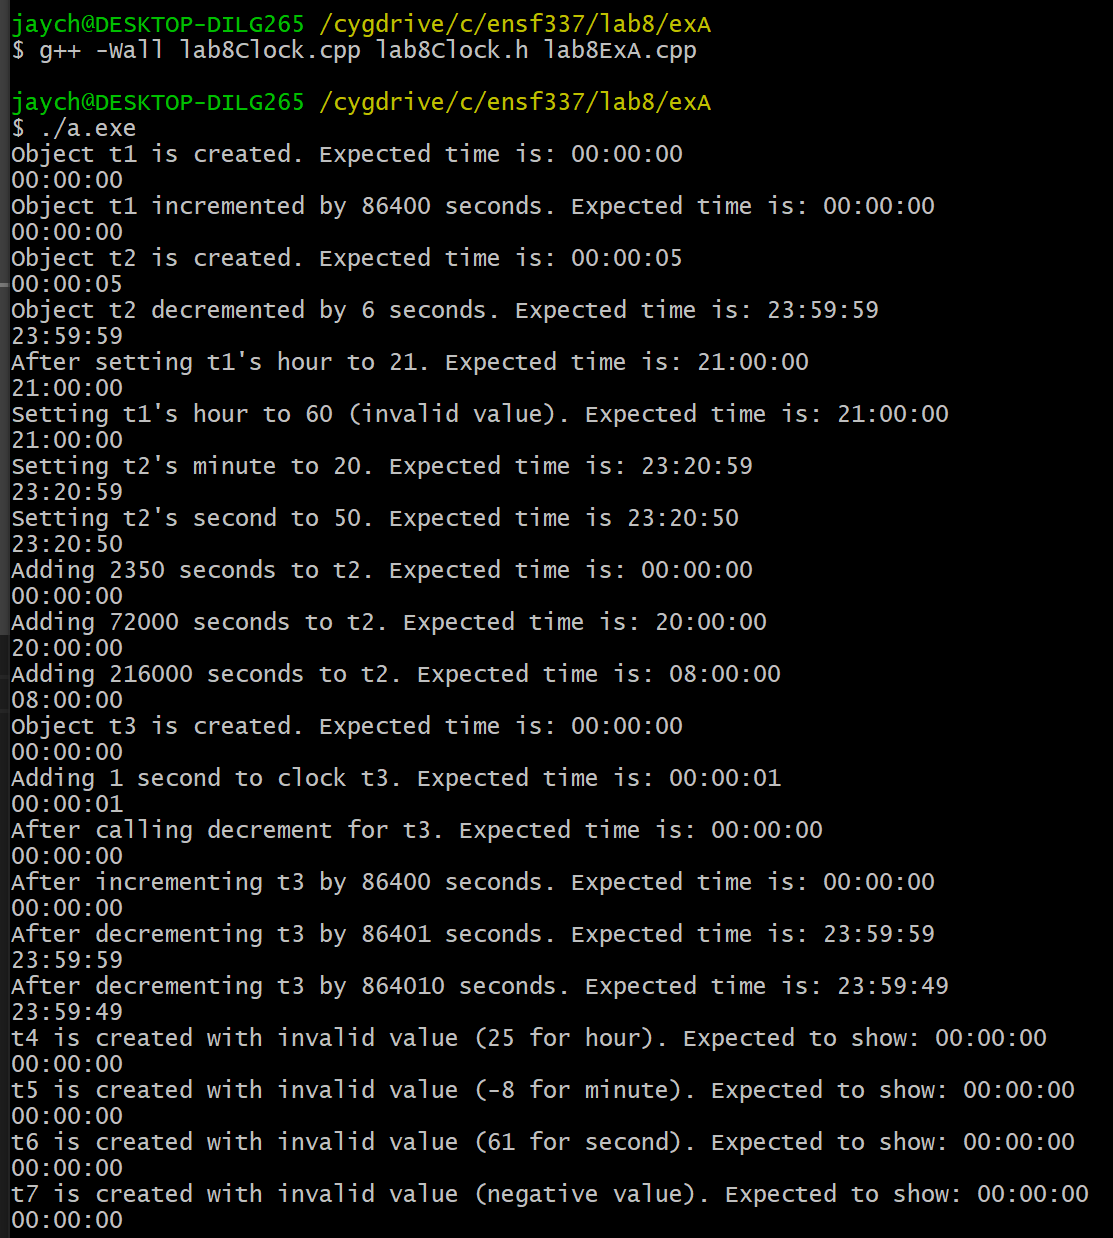 jaych@DESKTOP-DILG265 /cygdrive/c/ensf337/lab8/exA
$ g++ -Wall lab8Clock.cpp lab8Clock.h lab8ExA.cpp
jaych@DESKTOP-DILG265 /cygdrive/c/ensf337/lab8/exA
$ ./a.exe
Object t1 is created. Expected time is: 00:00:00
00:00:00
Object t1 incremented by 86400 seconds. Expected time is: 00:00:00
00:00:00
Object t2 is created. Expected time is: 00:00:05
00:00:05
Object t2 decremented by 6 seconds. Expected time is: 23:59:59
23:59:59
After setting t1's hour to 21. Expected time is: 21:00:00
21:00:00
Setting t1's hour to 60 (invalid value). Expected time is: 21:00:00
21:00:00
Setting t2's minute to 20. Expected time is: 23:20:59
23:20:59
Setting t2's second to 50. Expected time is 23:20:50
23:20:50
Adding 2350 seconds to t2. Expected time is: 00:00:00
00:00:00
Adding 72000 seconds to t2. Expected time is: 20:00:00
20:00:00
Adding 216000 seconds to t2. Expected time is: 08:00:00
08:00:00
Object t3 is created. Expected time is: 00:00:00
00:00:00
Adding 1 second to clock t3. Expected time is: 00:00:01
00:00:01
After calling decrement for t3. Expected time is: 00:00:00
00:00:00
After incrementing t3 by 86400 seconds. Expected time is: 00:00:00
00:00:00
After decrementing t3 by 86401 seconds. Expected time is: 23:59:59
23:59:59
After decrementing t3 by 864010 seconds. Expected time is: 23:59:49
23:59:49
t4 is created with invalid value (25 for hour). Expected to show: 00:00:00
00:00:00
t5 is created with invalid value (-8 for minute). Expected to show: 00:00:00
00:00:00
t6 is created with invalid value (61 for second). Expected to show: 00:00:00
00:00:00
t7 is created with invalid value (negative value). Expected to show: 00:00:00
00:00:00